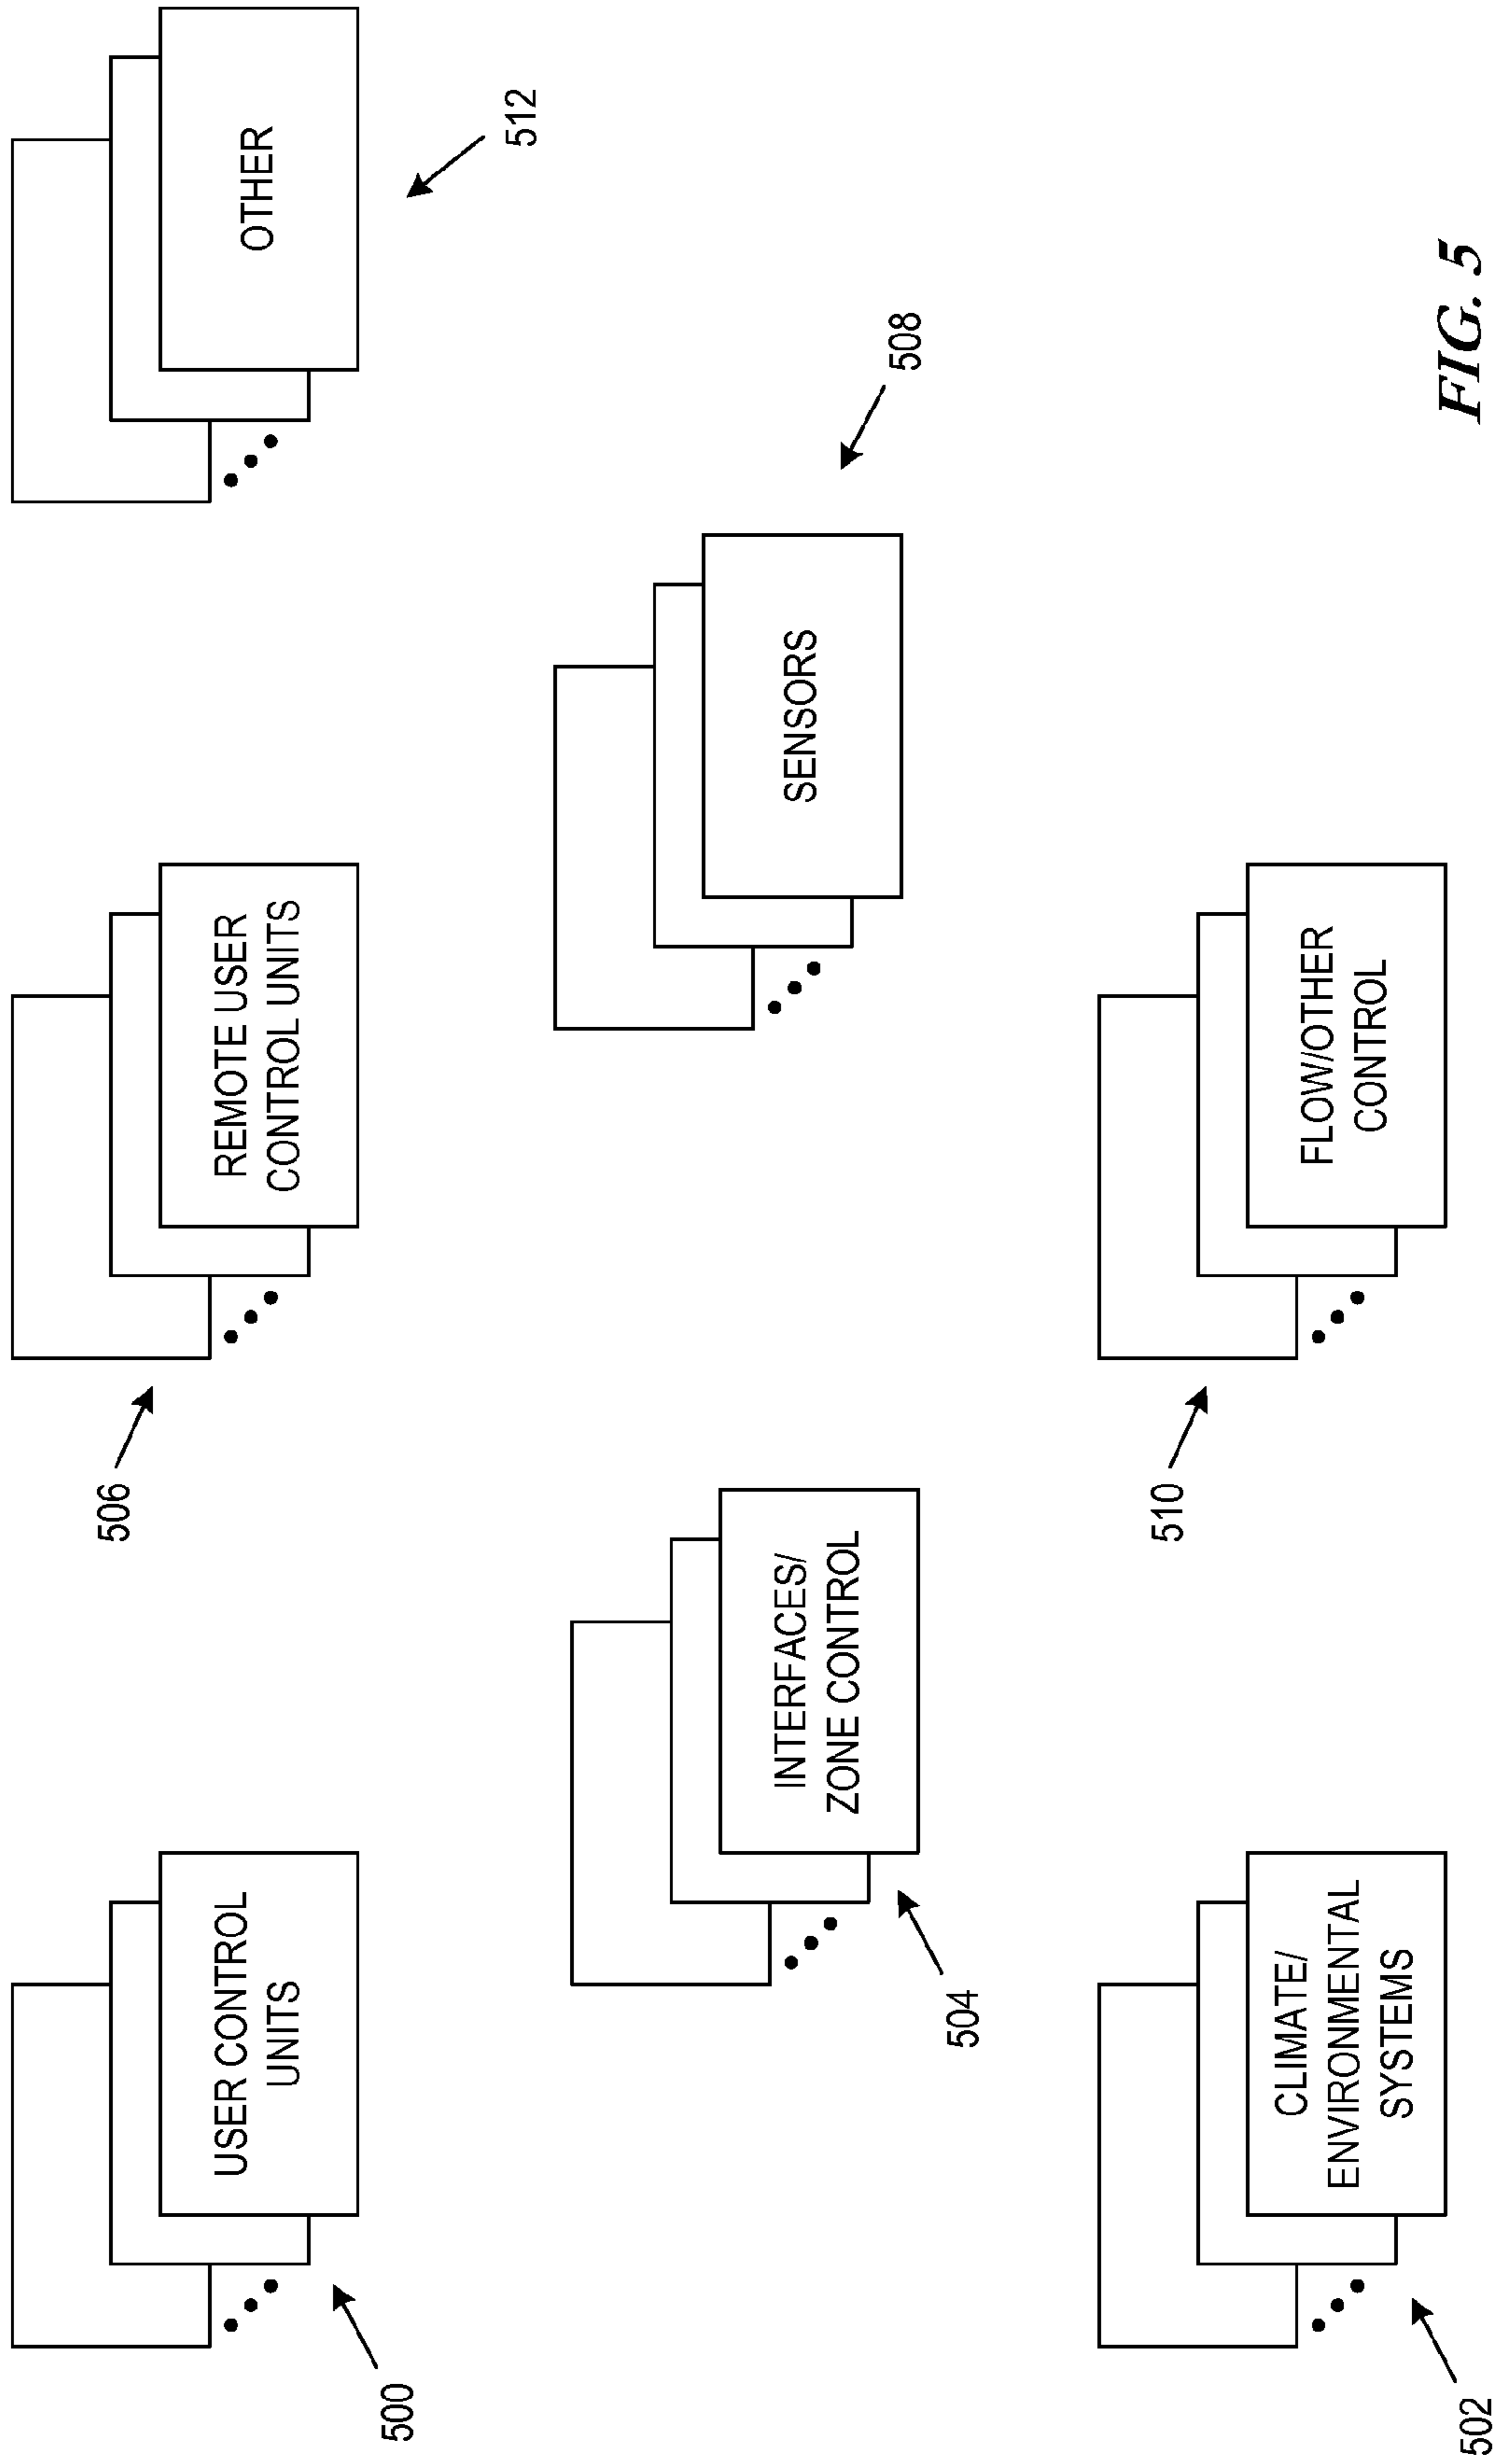 500
USER CONTROL
UNITS
506
REMOTE USER
CONTROL UNITS
OTHER
512
504
INTERFACES/
ZONE CONTROL
SENSORS
508
502
CLIMATE/
ENVIRONMENTAL
SYSTEMS
510
FLOW/OTHER
CONTROL
FIG. 5